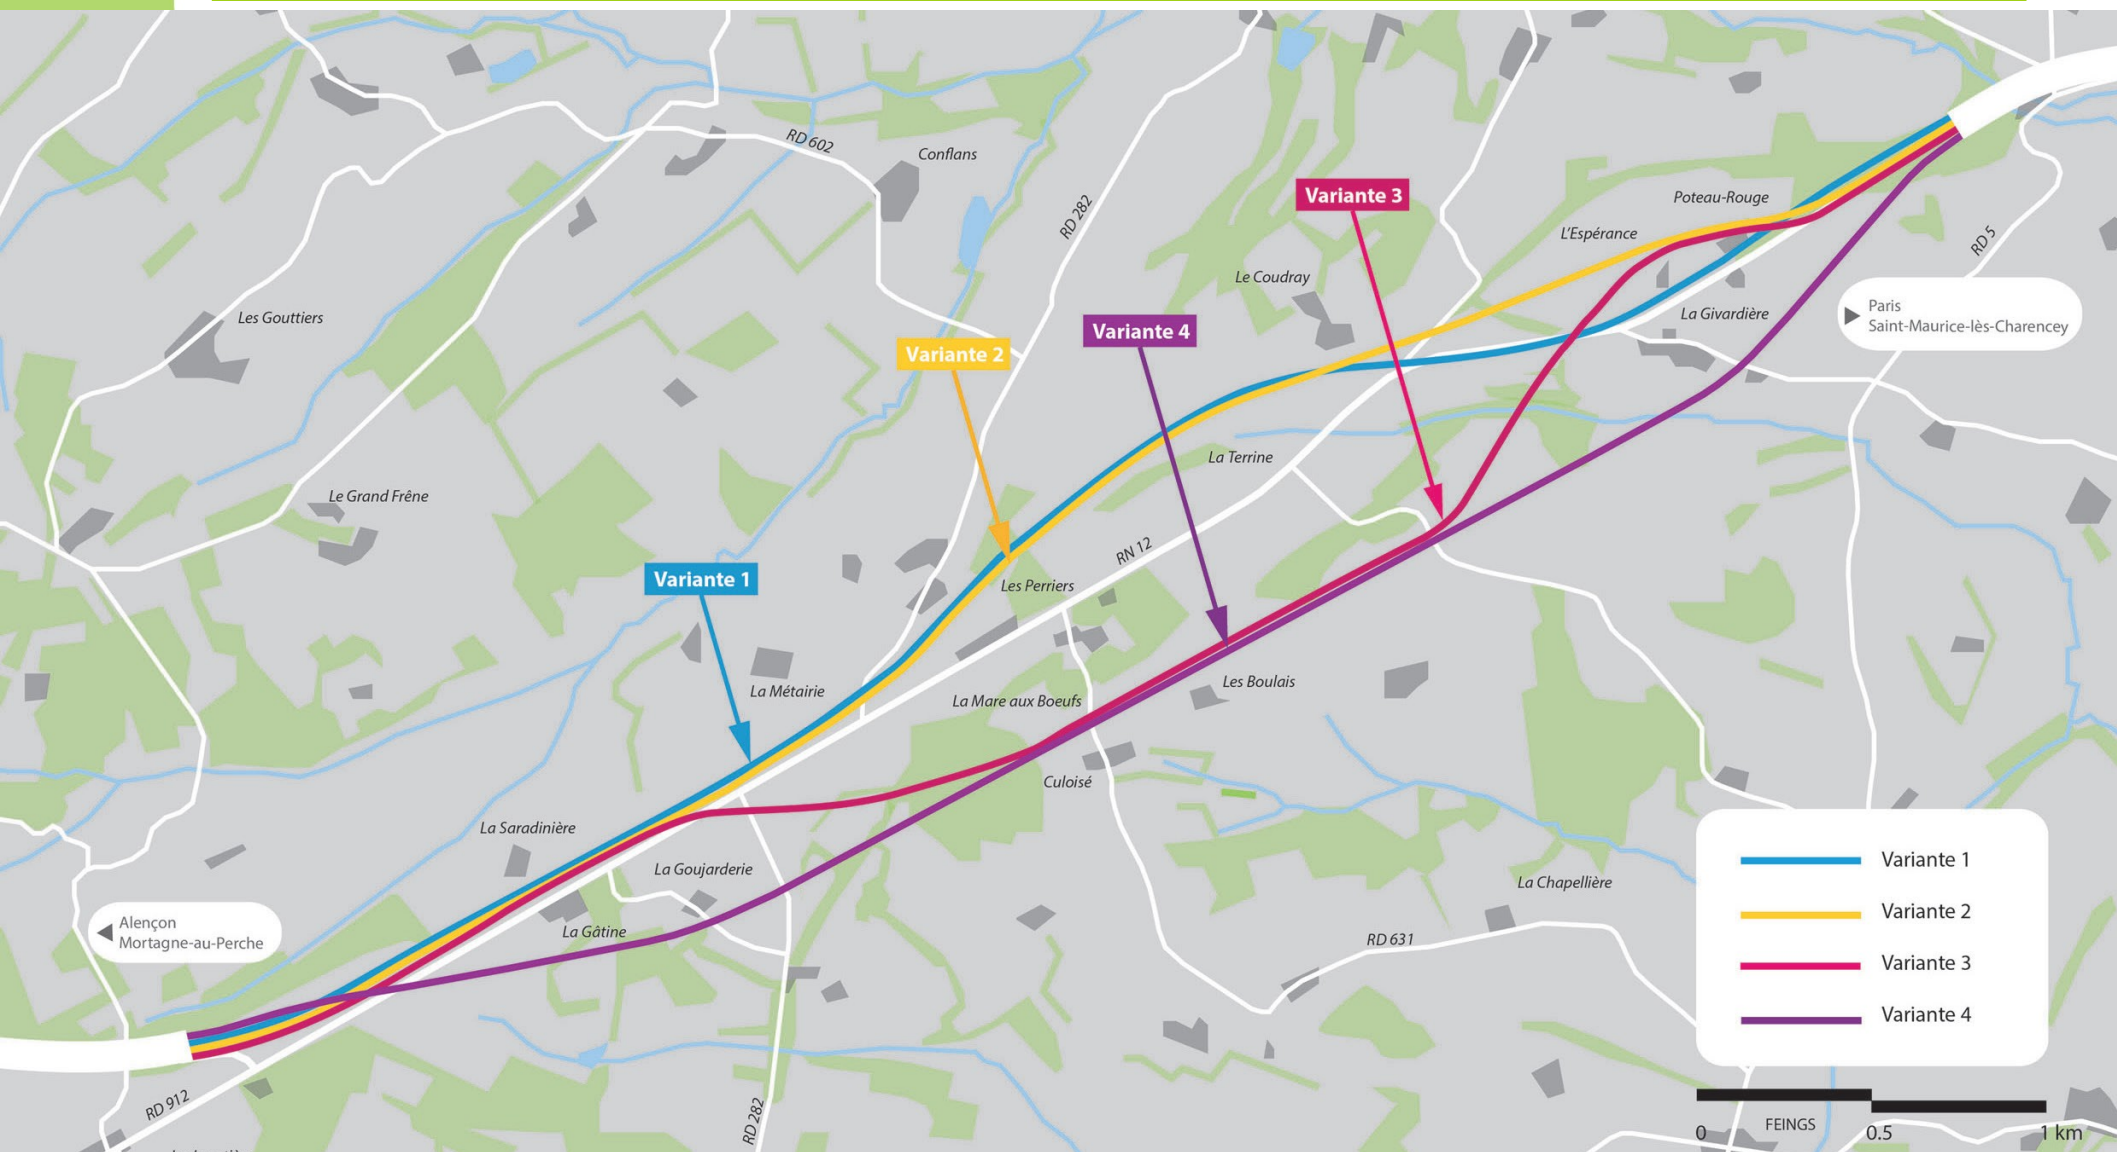 RD 602
Conflans
RD 282
Variante 3
Poteau-Rouge
L'Espérance
RD 5
Le Coudray
Les Gouttiers
La Givardière
Paris
Saint-Maurice-lès-Charencey
Variante 4
Variante 2
La Terrine
Le Grand Frêne
RN 12
Variante 1
Les Perriers
La Métairie
La Mare aux Boeufs
Les Boulais
Culoisé
La Saradinière
La Goujarderie
La Chapellière
Alençon
Mortagne-au-Perche
La Gâtine
RD 631
Variante 1
Variante 2
Variante 3
Variante 4
RD 912
RD 282
FEINGS
0
0.5
1 km